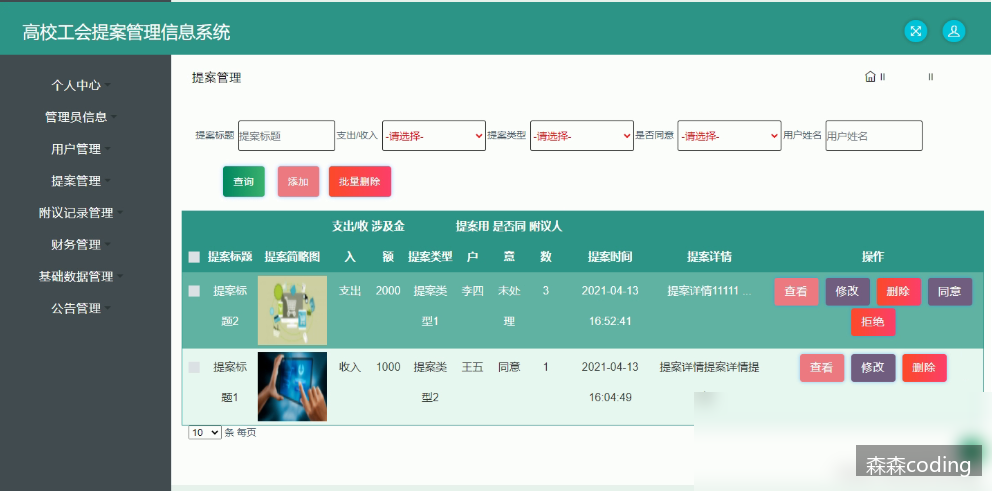 高校工会提案管理信息系统
个人中心
管理员信息
用户管理
提案管理
附议记录管理
财务管理
基础数据管理
公告管理
提案管理
提案标题 提案标题 支出/收入 -请选择- 提案类型 -请选择- 是否同意 -请选择- 用户姓名 用户姓名
查询 添加 批量删除
支出/收 涉及金 提案用 是否同 附议人
提案标题 提案简略图 入 额 提案类型 户 意 数 提案时间 提案详情 操作
提案标 支出 2000 提案类 李四 未处 3 2021-04-13 提案详情11111 ... 查看 修改 删除 同意
题2 型1 理 16:52:41 拒绝
提案标 收入 1000 提案类 王五 同意 1 2021-04-13 提案详情提案详情提 查看 修改 删除
题1 型2 16:04:49
10 条 每页
森森coding